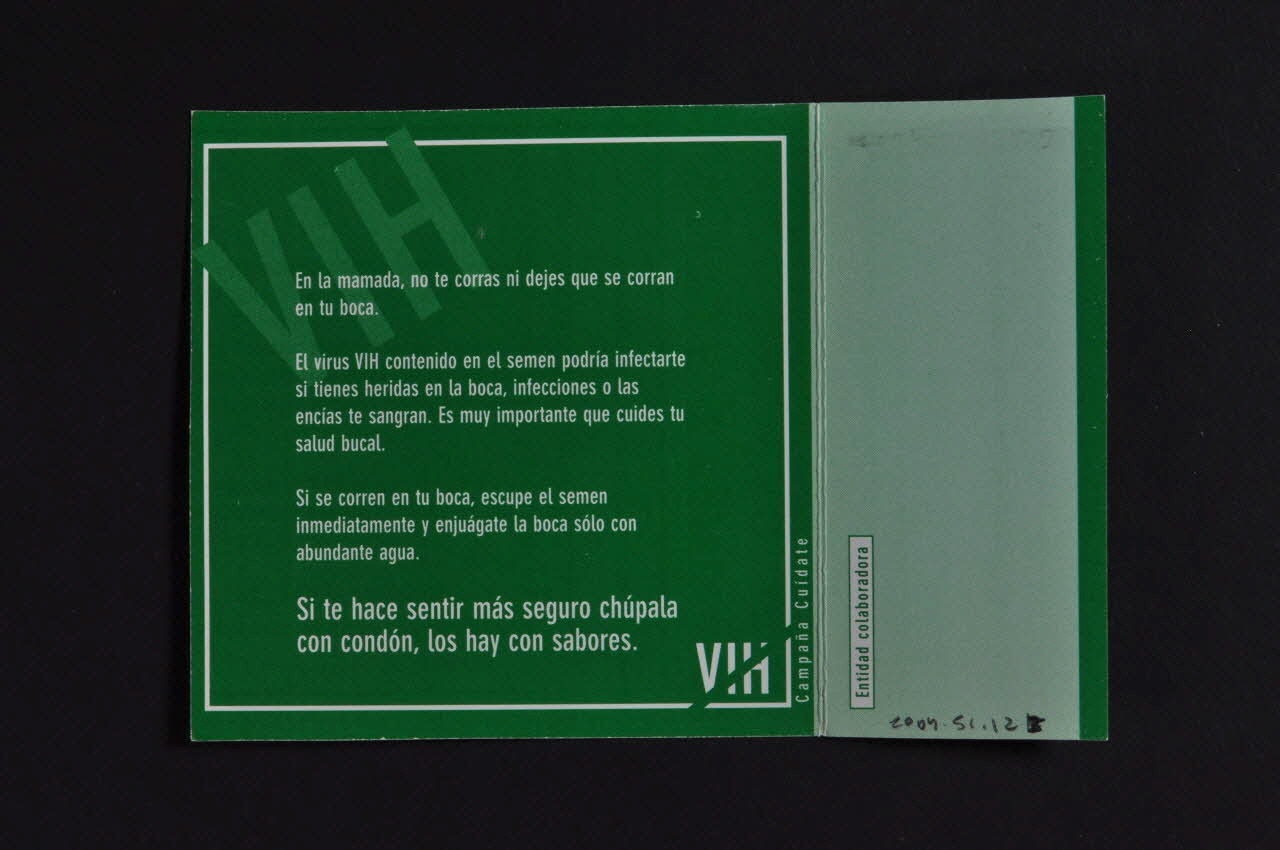 VIH
En la mamada, no te corras ni dejes que se corran
en tu boca.
El virus VIH contenido en el semen podría infectarte
si tienes heridas en la boca, infecciones o las
encías te sangran. Es muy importante que cuides tu
salud bucal.
Si se corren en tu boca, escupe el semen
inmediatamente y enjuágate la boca sólo con
abundante agua.
Si te hace sentir más seguro chúpala
con condón, los hay con sabores.
VIH
Campaña Cuídate
Entidad colaboradora